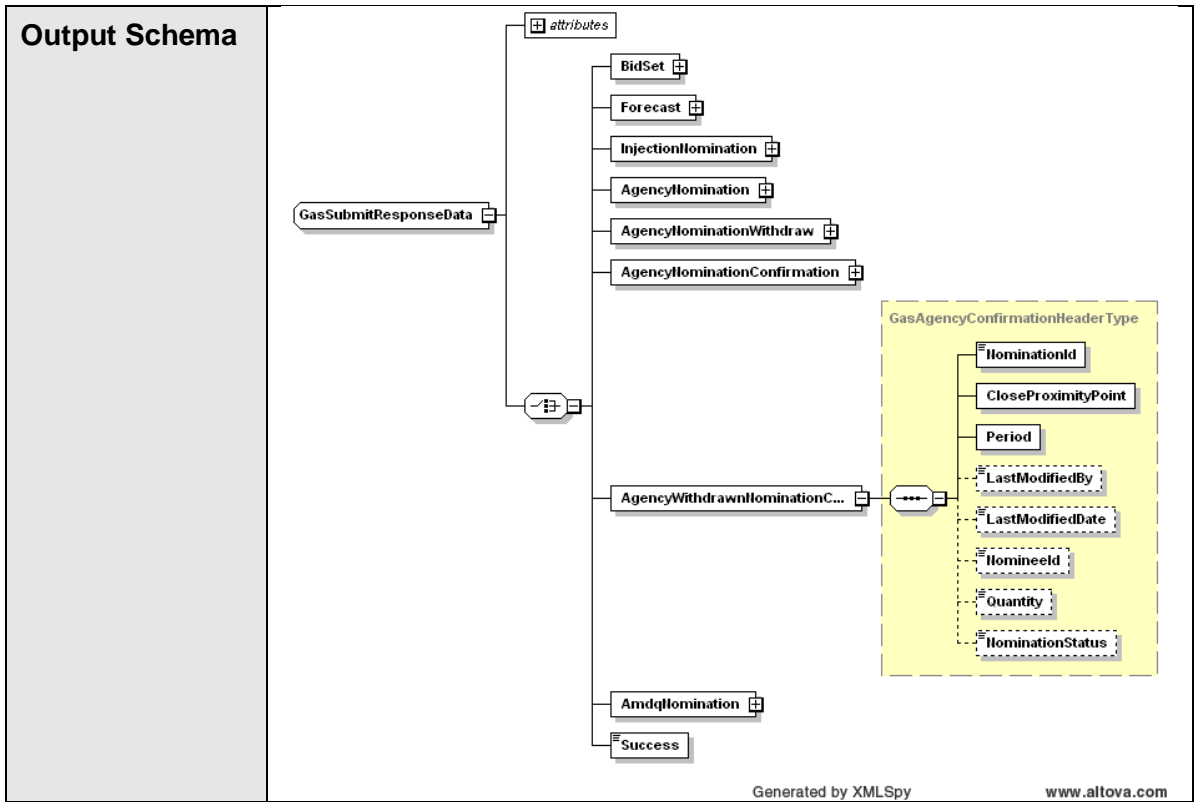 Output Schema
attributes
BidSet
Forecast
InjectionNomination
AgencyNomination
GasSubmitResponseData
AgencyNominationWithdraw
AgencyNominationConfirmation
GasAgencyConfirmationHeaderType
NominationId
CloseProximityPoint
Period
LastModifiedBy
AgencyWithdrawnNominationC...
LastModifiedDate
NomineeId
Quantity
NominationStatus
AmdqNomination
Success
Generated by XMLSpy www.altova.com